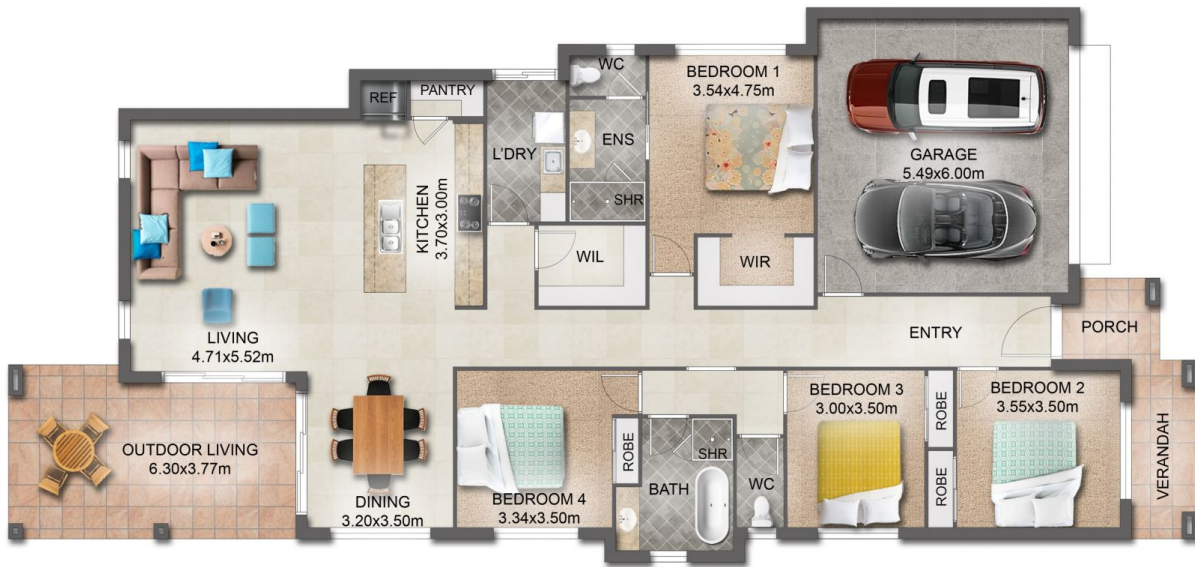 WC
BEDROOM 1
3.54x4.75m
REF
PANTRY
L'DRY
ENS
SHR
GARAGE
5.49x6.00m
KITCHEN
3.70x3.00m
WIL
WIR
LIVING
4.71x5.52m
ENTRY
PORCH
OUTDOOR LIVING
6.30x3.77m
DINING
3.20x3.50m
BEDROOM 4
3.34x3.50m
ROBE
BATH
SHR
WC
BEDROOM 3
3.00x3.50m
ROBE
ROBE
BEDROOM 2
3.55x3.50m
VERANDAH